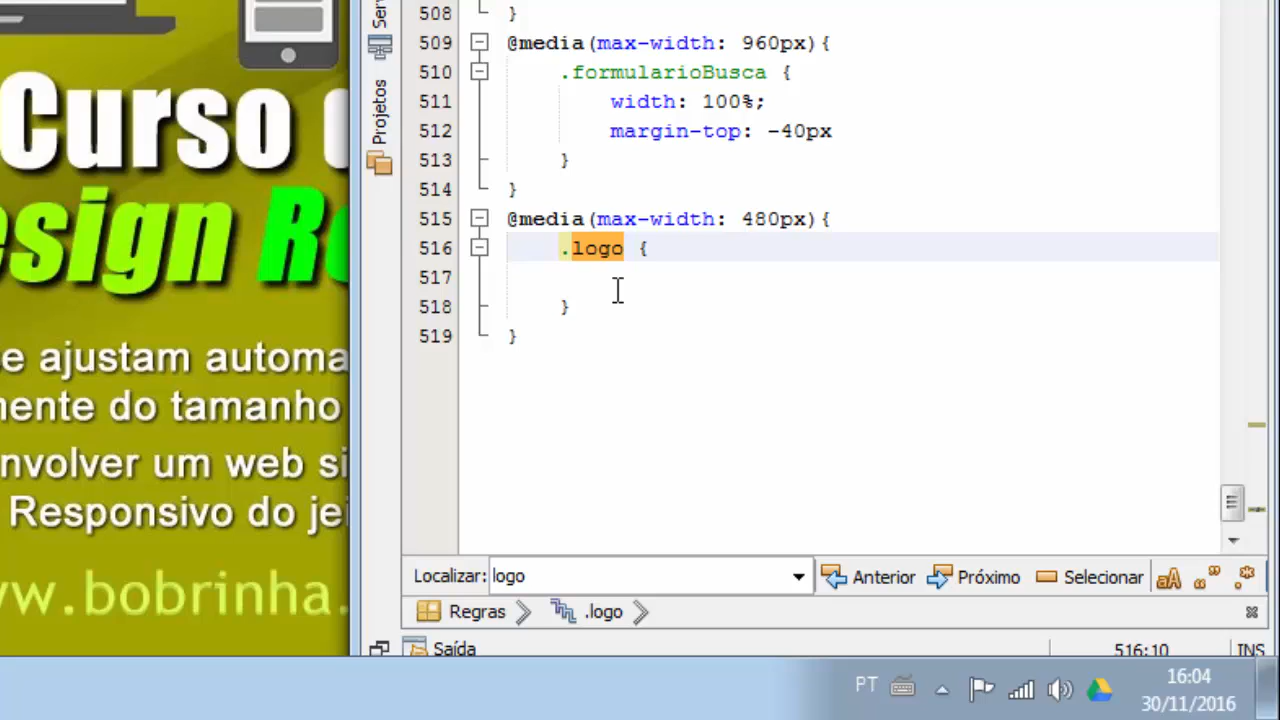 Curso
esign Re
e ajustam automa
mente do tamanho
nvolver um web si
Responsivo do jei
ww.bobrinha.
Serv
Projetos
508 }
509 @media(max-width: 960px){
510 .formularioBusca {
511 width: 100%;
512 margin-top: -40px
513 }
514 }
515 @media(max-width: 480px){
516 .logo {
517
518 }
519 }
Localizar: logo Anterior Próximo Selecionar
Regras .logo
Saída 516:10 INS
PT 16:04
30/11/2016